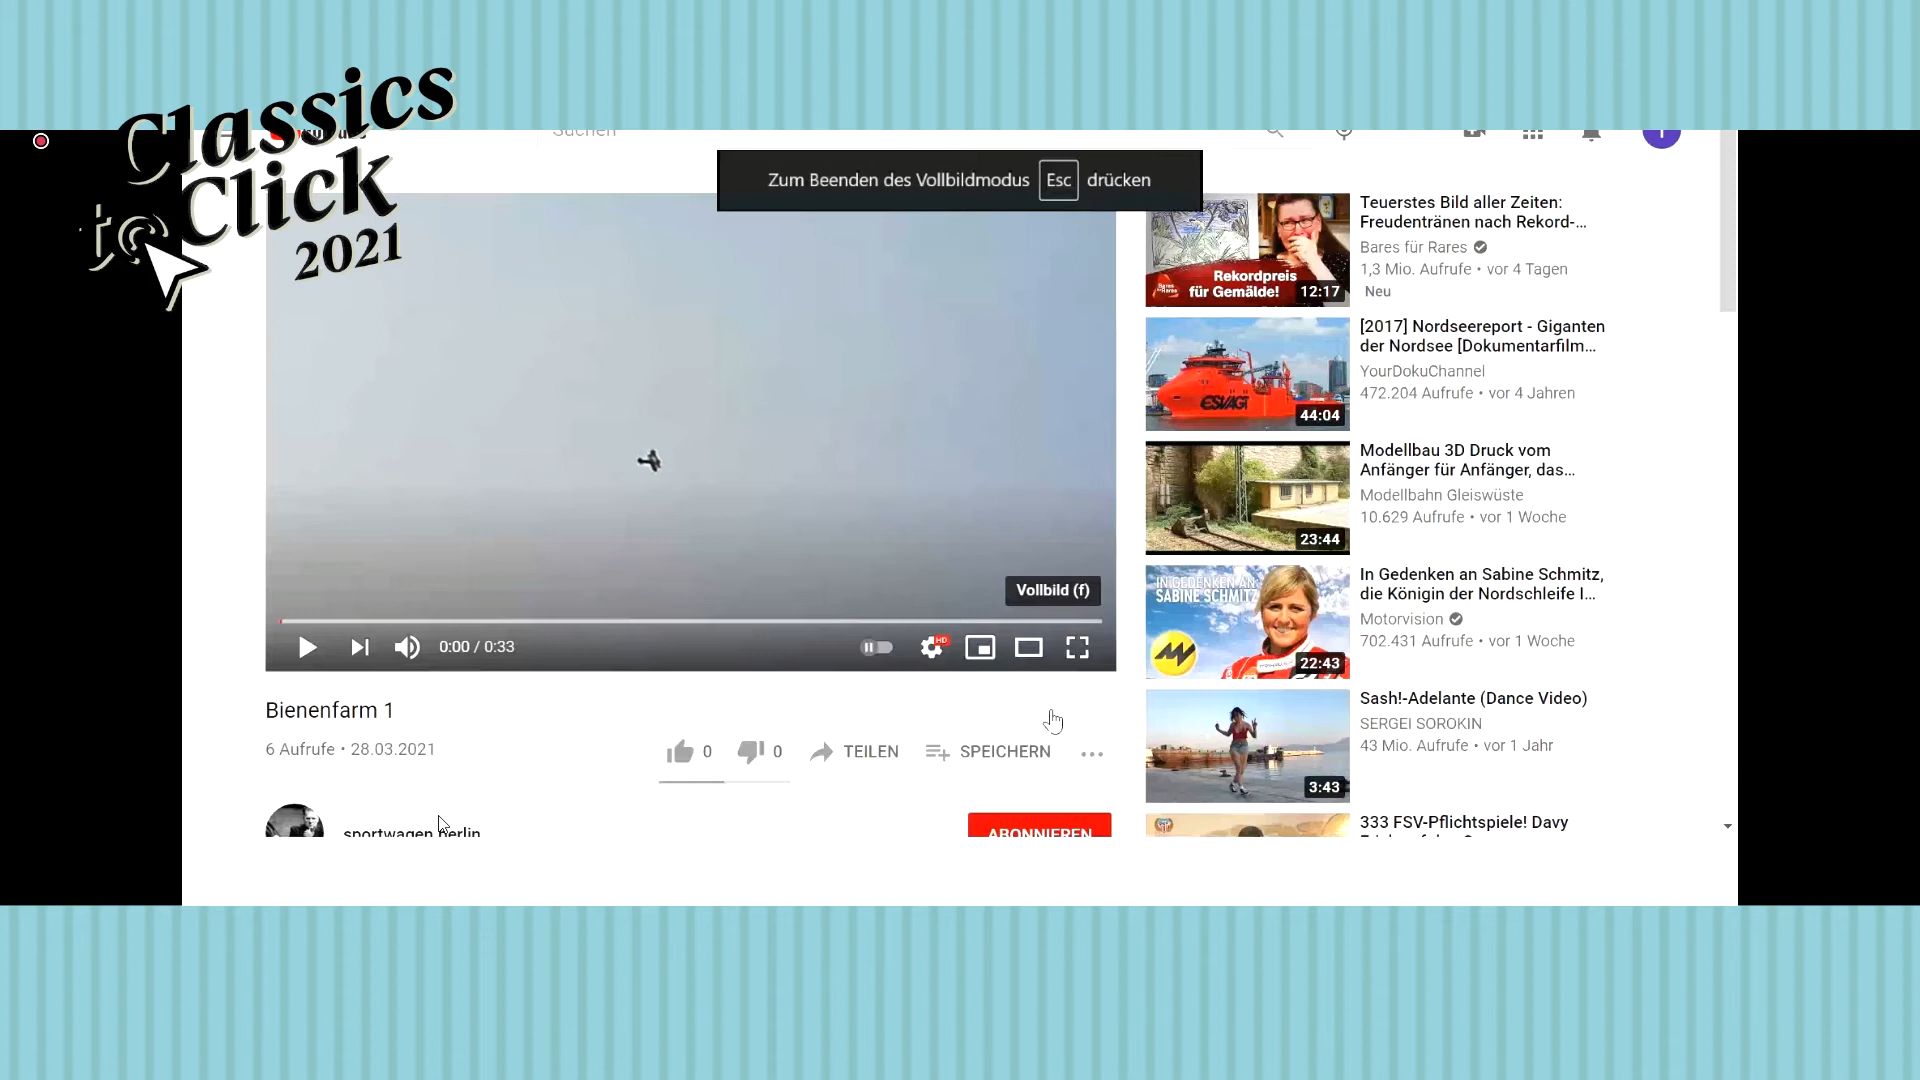 Classics
to Click
2021
Suchen
Zum Beenden des Vollbildmodus Esc drücken
Vollbild (f)
0:00 / 0:33
HD
Bienenfarm 1
6 Aufrufe • 28.03.2021
0
0
TEILEN
SPEICHERN
sportwagen berlin
ABONNIEREN
Rekordpreis
für Gemälde!
12:17
Teuerstes Bild aller Zeiten:
Freudentränen nach Rekord-...
Bares für Rares
1,3 Mio. Aufrufe • vor 4 Tagen
Neu
ESVAGT
44:04
[2017] Nordseereport - Giganten
der Nordsee [Dokumentarfilm...
YourDokuChannel
472.204 Aufrufe • vor 4 Jahren
23:44
Modellbau 3D Druck vom
Anfänger für Anfänger, das...
Modellbahn Gleiswüste
10.629 Aufrufe • vor 1 Woche
IN GEDENKEN AN:
SABINE SCHMITZ
22:43
In Gedenken an Sabine Schmitz,
die Königin der Nordschleife I...
Motorvision
702.431 Aufrufe • vor 1 Woche
3:43
Sash!-Adelante (Dance Video)
SERGEI SOROKIN
43 Mio. Aufrufe • vor 1 Jahr
333 FSV-Pflichtspiele! Davy